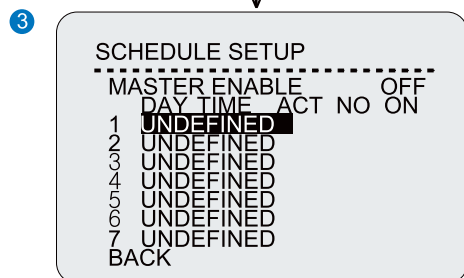 3
SCHEDULE SETUP
MASTER ENABLE OFF
DAY TIME ACT NO ON
1 UNDEFINED
2 UNDEFINED
3 UNDEFINED
4 UNDEFINED
5 UNDEFINED
6 UNDEFINED
7 UNDEFINED
BACK